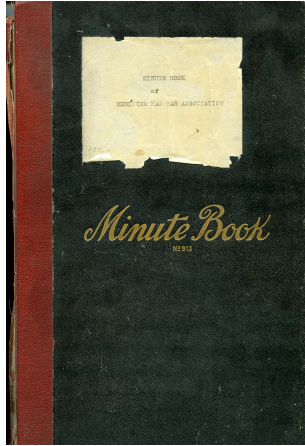 MINUTE BOOK
of
MEDICINE HAT BAR ASSOCIATION
Minute Book
Nº 913